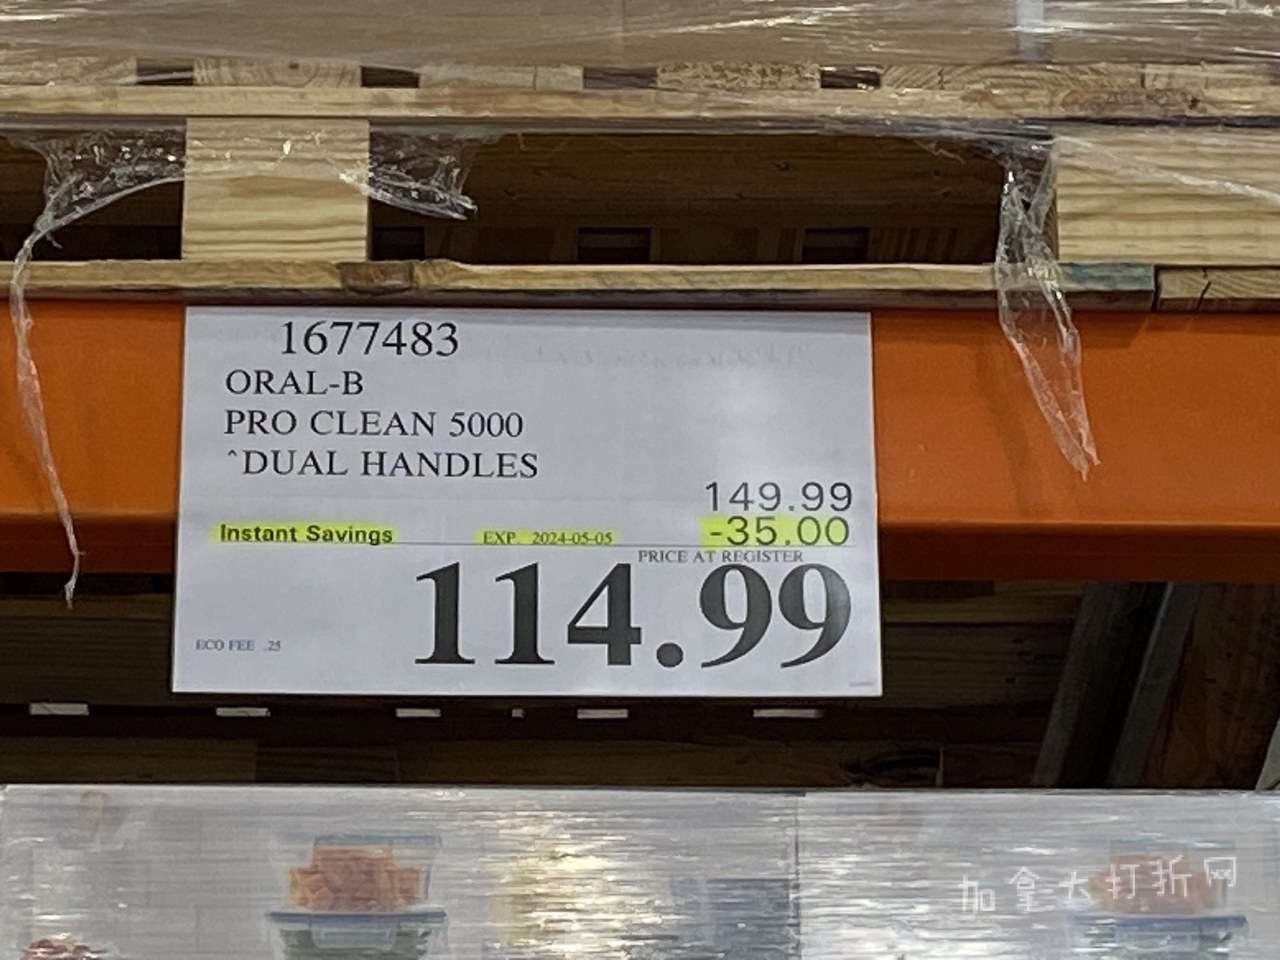 1677483
ORAL-B
PRO CLEAN 5000
^DUAL HANDLES
149.99
Instant Savings EXP. 2024-05-05 -35.00
PRICE AT REGISTER
114.99
ECO FEE .25
加拿大打折网